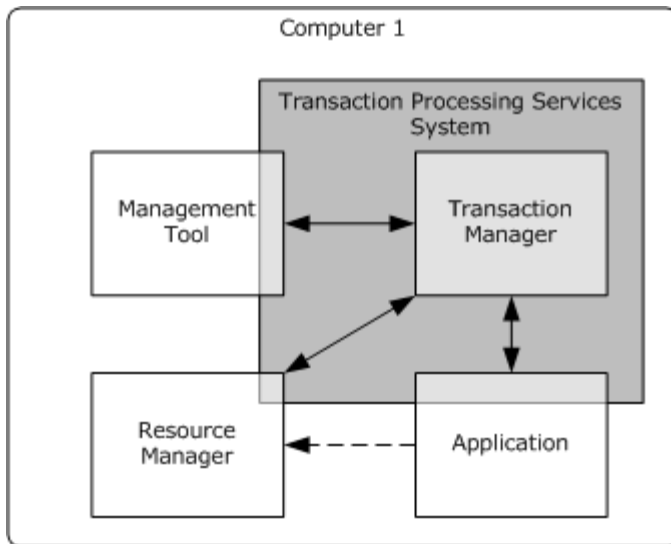 Computer 1
Transaction Processing Services
System
Management
Tool
Transaction
Manager
Resource
Manager
Application